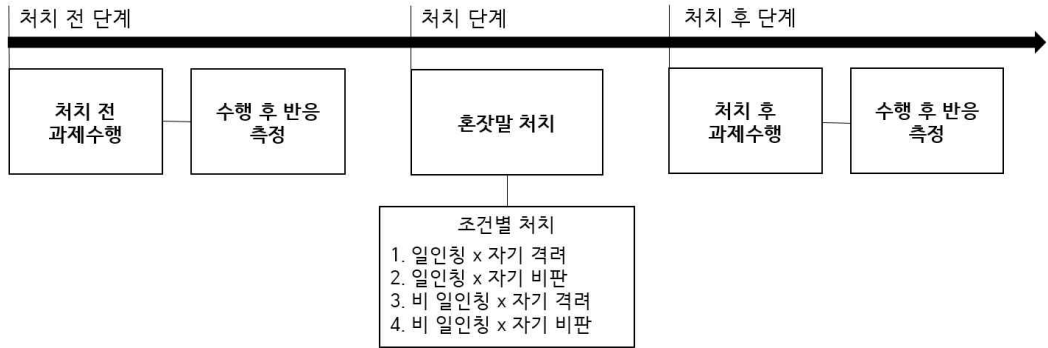 처치 전 단계
처치 단계
처치 후 단계
처치 전
과제수행
수행 후 반응
측정
혼잣말 처치
처치 후
과제수행
수행 후 반응
측정
조건별 처치
1. 일인칭 x 자기 격려
2. 일인칭 x 자기 비판
3. 비 일인칭 x 자기 격려
4. 비 일인칭 x 자기 비판